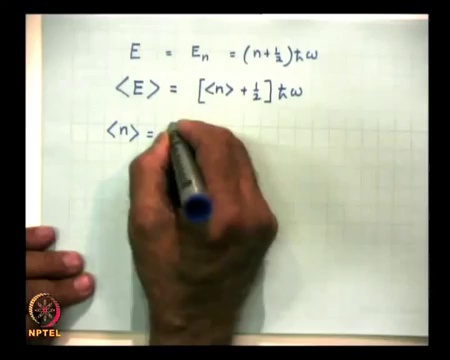 E = Eₙ = (n + 1/2) ħω
<E> = [<n> + 1/2] ħω
<n> =
NPTEL